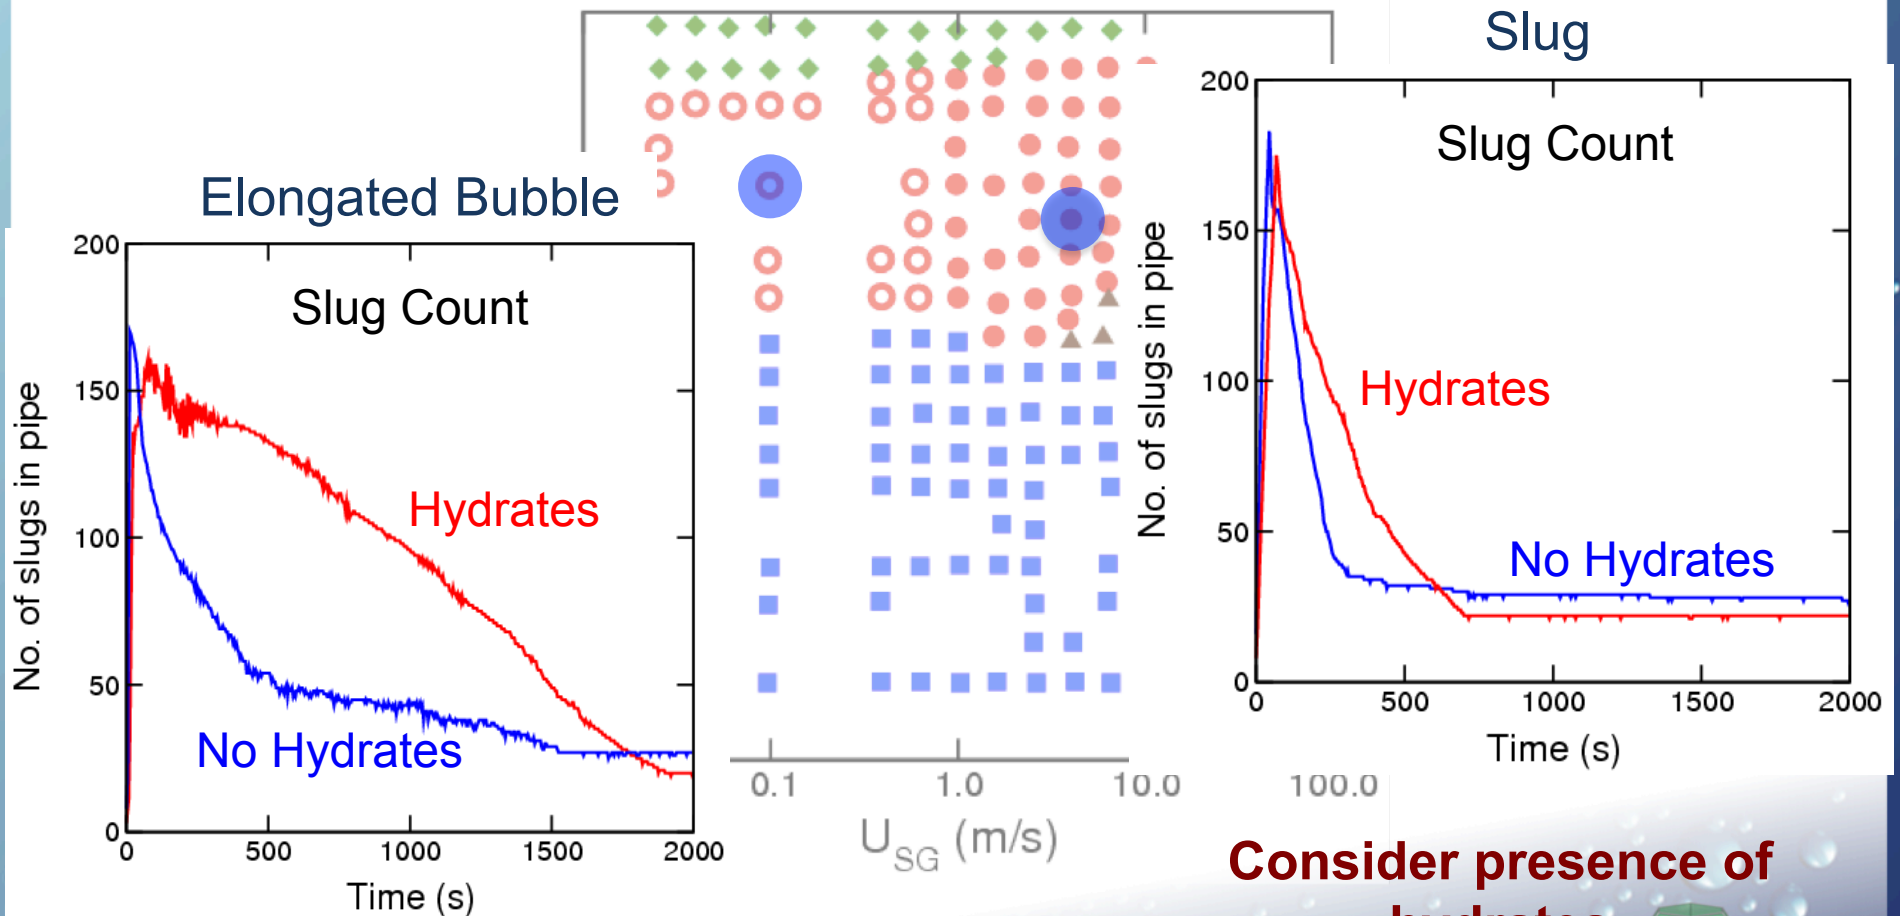 Slug
Elongated Bubble
Slug Count
200
150
100
50
0
No. of slugs in pipe
Hydrates
No Hydrates
0 500 1000 1500 2000
Time (s)
0.1 1.0 10.0 100.0
U_SG (m/s)
Slug Count
200
150
100
50
0
No. of slugs in pipe
Hydrates
No Hydrates
0 500 1000 1500 2000
Time (s)
Consider presence of
hydrates